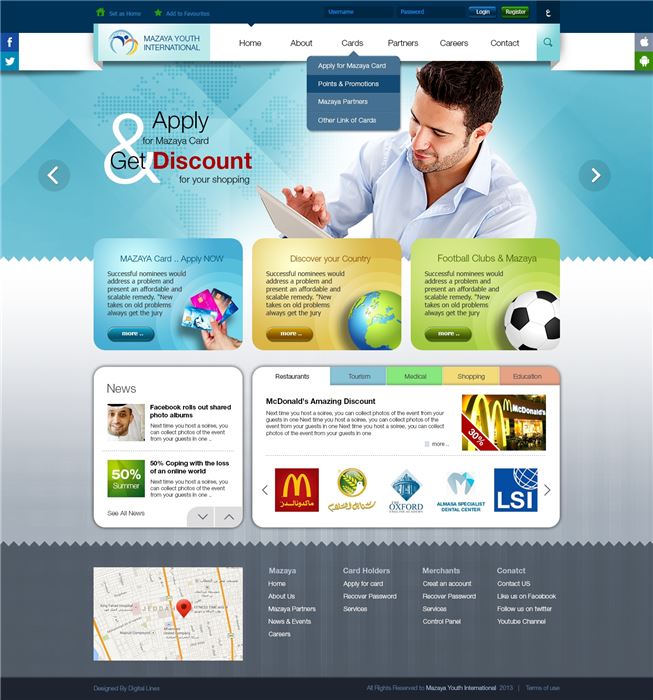 Set as Home
Add to Favourites
Username
Password
Login
Register
ع
MAZAYA YOUTH
INTERNATIONAL
Home
About
Cards
Partners
Careers
Contact
Apply for Mazaya Card
Points & Promotions
Mazaya Partners
Other Link of Cards
Apply
for Mazaya Card
& Get Discount
for your shopping
MAZAYA Card .. Apply NOW
Successful nominees would
address a problem and
present an affordable and
scalable remedy. "New
takes on old problems
always get the jury
more ..
Discover your Country
Successful nominees would
address a problem and
present an affordable and
scalable remedy. "New
takes on old problems
always get the jury
more ..
Football Clubs & Mazaya
Successful nominees would
address a problem and
present an affordable and
scalable remedy. "New
takes on old problems
always get the jury
more ..
News
Facebook rolls out shared
photo albums
Next time you host a soiree, you
can collect photos of the event
from your guests in one ..
50%
Summer
50% Coping with the loss
of an online world
Next time you host a soiree, you
can collect photos of the event
from your guests in one ..
See All News
Restaurants
Tourism
Medical
Shopping
Education
McDonald's Amazing Discount
Next time you host a soiree, you can collect photos of the event from your
guests in one Next time you host a soiree, you can collect photos of the event
photos of the event from your guests in one
more ..
McDonald's
30%
ماكدونالدز
OXFORD
ALMASA SPECIALIST
DENTAL CENTER
LSI
JEDDAH
Mazaya
Home
About Us
Mazaya Partners
News & Events
Careers
Card Holders
Apply for card
Recover Password
Services
Merchants
Creat an account
Recover Password
Services
Control Panel
Conatct
Contact US
Like us on Facebook
Follow us on twitter
Youtube Channel
Designed By Digital Lines
All Rights Reserved to Mazaya Youth International 2013 | Terms of use